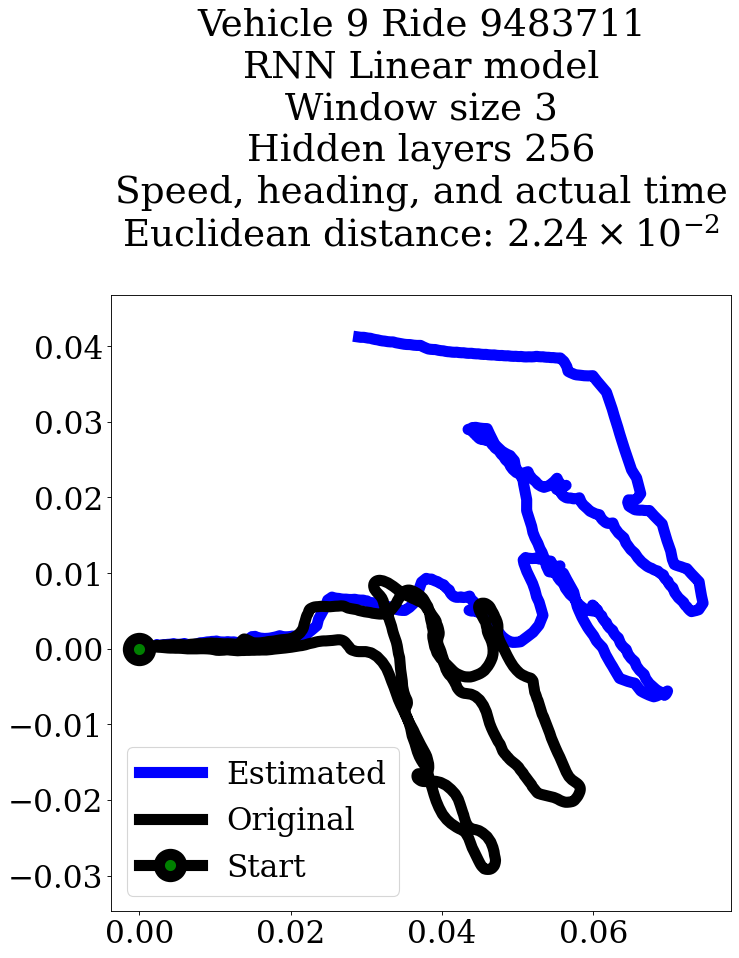 Vehicle 9 Ride 9483711
RNN Linear model
Window size 3
Hidden layers 256
Speed, heading, and actual time
Euclidean distance: 2.24 × 10⁻²
0.04
0.03
0.02
0.01
0.00
−0.01
−0.02
−0.03
Estimated
Original
Start
0.00 0.02 0.04 0.06